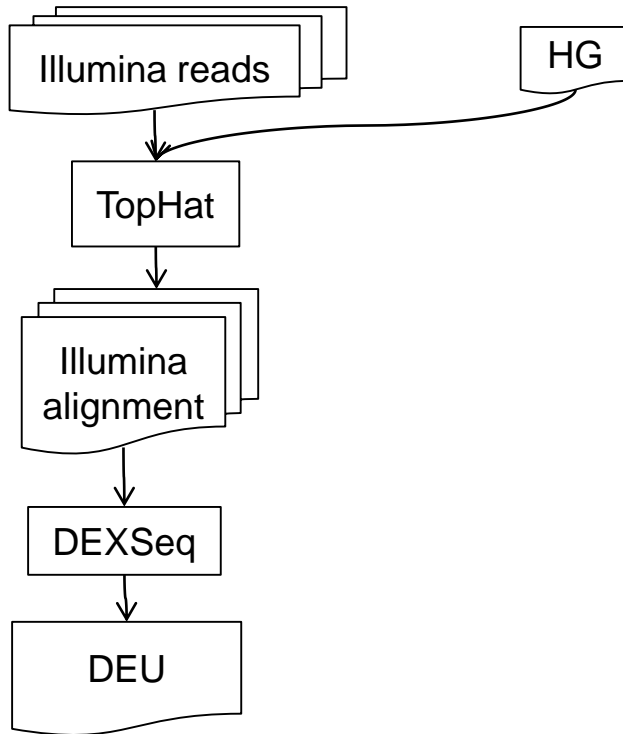 Illumina reads
HG
TopHat
Illumina
alignment
DEXSeq
DEU